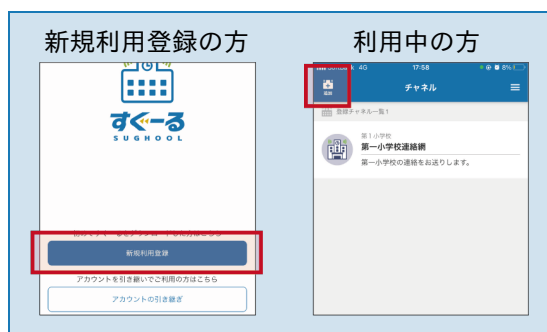 新規利用登録の方
すぐーる
SUGHOOL
新規利用登録
アカウントを引き継いでご利用の方はこちら
アカウントの引き継ぎ
利用中の方
4G 17:58 8%
追加 チャネル
登録チャネル一覧 1
第1小学校
第一小学校連絡網
第一小学校の連絡をお送りします。